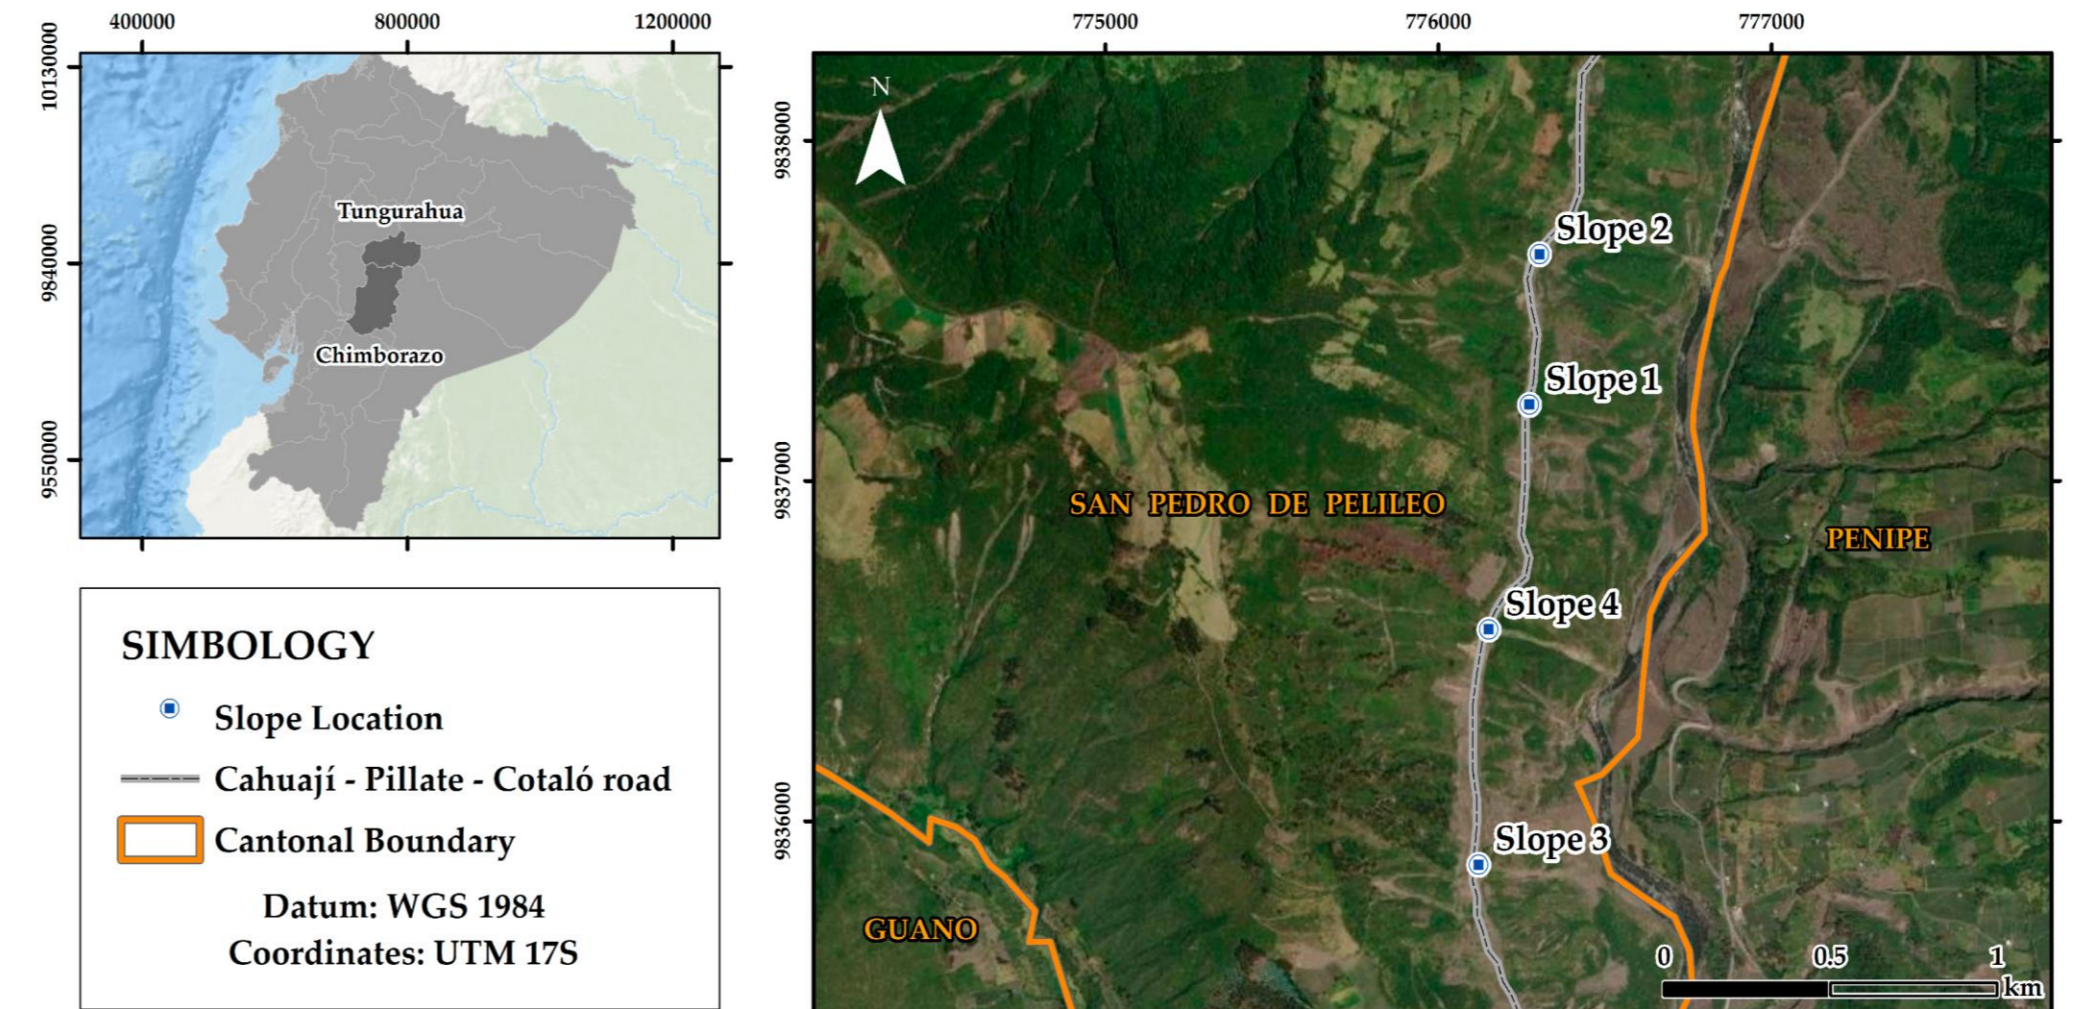 400000
800000
1200000
10130000
9840000
9550000
Tungurahua
Chimborazo
SIMBOLOGY
Slope Location
Cahuají - Pillate - Cotaló road
Cantonal Boundary
Datum: WGS 1984
Coordinates: UTM 17S
775000
776000
777000
9838000
9837000
9836000
N
Slope 2
Slope 1
SAN PEDRO DE PELILEO
PENIPE
Slope 4
Slope 3
GUANO
0
0.5
1
km